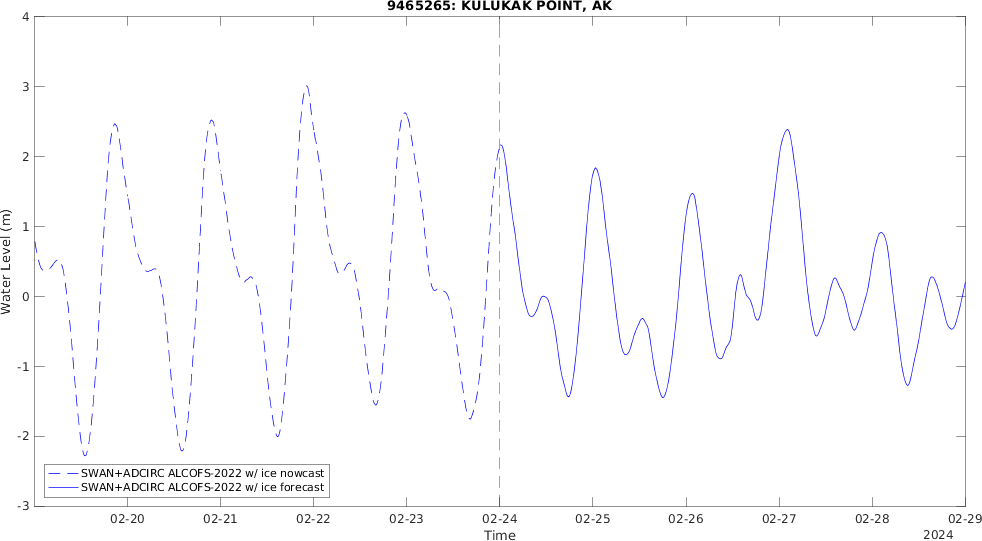 9465265: KULUKAK POINT, AK
4
3
2
1
0
-1
-2
-3
Water Level (m)
SWAN+ADCIRC ALCOFS-2022 w/ ice nowcast
SWAN+ADCIRC ALCOFS-2022 w/ ice forecast
02-20 02-21 02-22 02-23 02-24 02-25 02-26 02-27 02-28 02-29
Time
2024